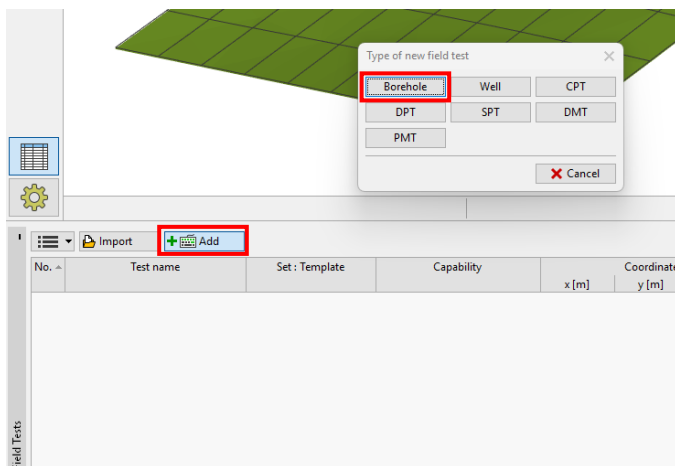 Type of new field test
Borehole Well CPT
DPT SPT DMT
PMT
Cancel
Import Add
No. Test name Set : Template Capability Coordinate
x [m] y [m]
Field Tests